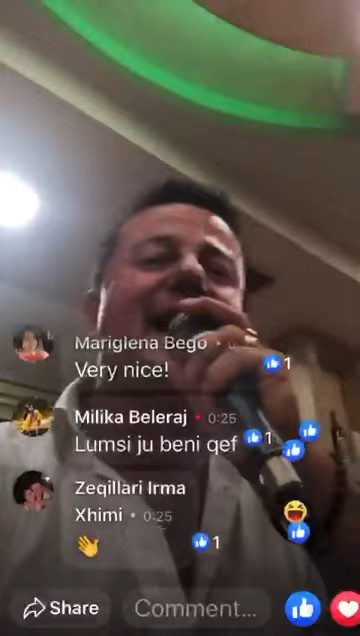 Mariglena Bego •
Very nice!
1
Milika Beleraj • 0:25
Lumsi ju beni qef
1
Zeqillari Irma
Xhimi • 0:25
👋
1
Share
Comment...